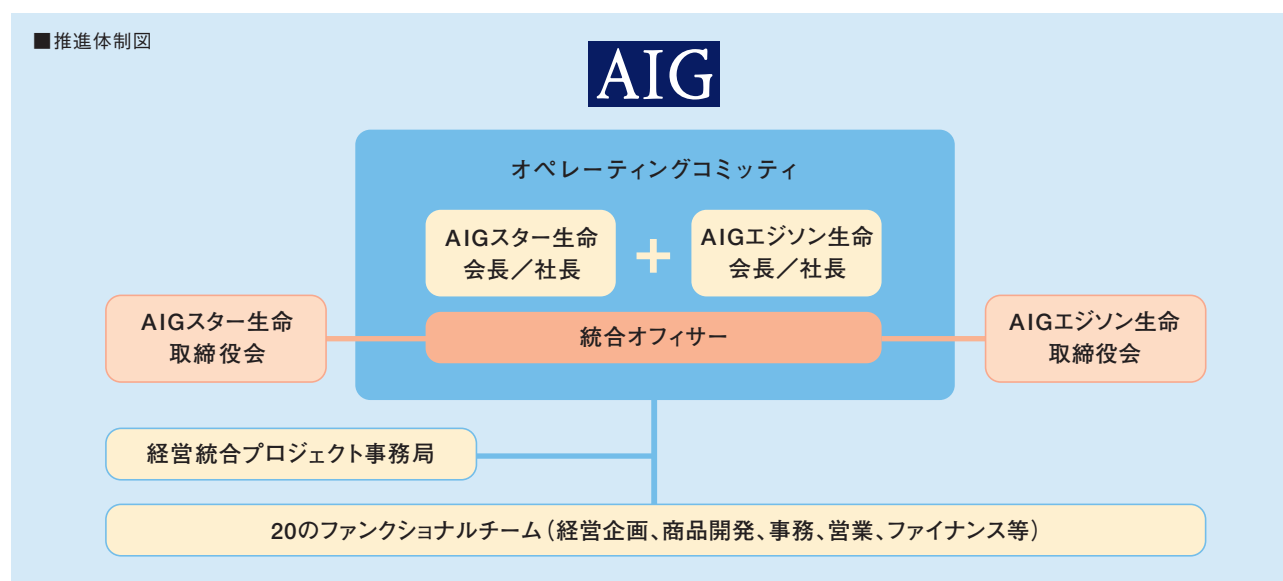 ■推進体制図
AIG
オペレーティングコミッティ
AIGスター生命
会長／社長
+
AIGエジソン生命
会長／社長
AIGスター生命
取締役会
統合オフィサー
AIGエジソン生命
取締役会
経営統合プロジェクト事務局
20のファンクショナルチーム（経営企画、商品開発、事務、営業、ファイナンス等）